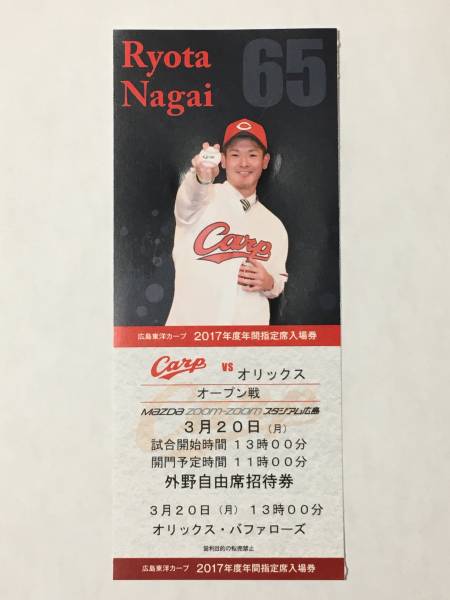 Ryota
Nagai
65
C
Carp
広島東洋カープ 2017年度年間指定席入場券
Carp vs オリックス
オープン戦
MAZDA ZOOM-ZOOM スタジアム広島
3月20日(月)
試合開始時間 13時00分
開門予定時間 11時00分
外野自由席招待券
3月20日(月) 13時00分
オリックス・バファローズ
営利目的の転売禁止
広島東洋カープ 2017年度年間指定席入場券